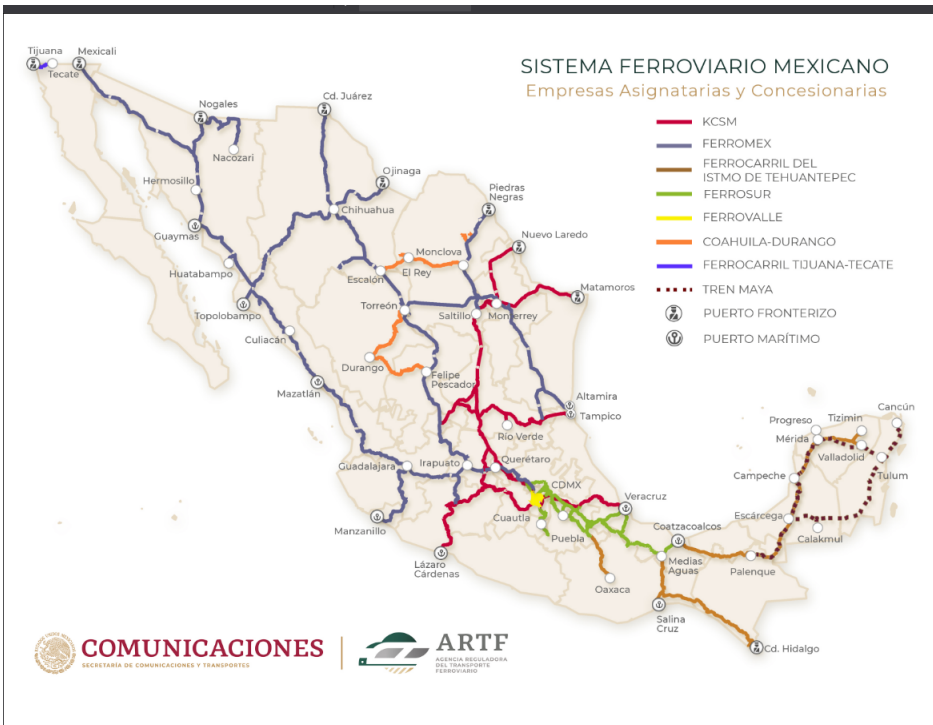 SISTEMA FERROVIARIO MEXICANO
Empresas Asignatarias y Concesionarias
KCSM
FERROMEX
FERROCARRIL DEL
ISTMO DE TEHUANTEPEC
FERROSUR
FERROVALLE
COAHUILA-DURANGO
FERROCARRIL TIJUANA-TECATE
TREN MAYA
PUERTO FRONTERIZO
PUERTO MARÍTIMO
Tijuana
Mexicali
Tecate
Nogales
Cd. Juárez
Nacozari
Hermosillo
Ojinaga
Piedras
Negras
Chihuahua
Guaymas
Nuevo Laredo
Monclova
Huatabampo
Escalón
El Rey
Matamoros
Topolobampo
Torreón
Saltillo
Monterrey
Culiacán
Durango
Felipe
Pescador
Mazatlán
Altamira
Tampico
Río Verde
Cancún
Progreso
Tizimin
Mérida
Valladolid
Guadalajara
Irapuato
Querétaro
Tulum
Campeche
CDMX
Veracruz
Manzanillo
Cuautla
Escárcega
Coatzacoalcos
Puebla
Calakmul
Lázaro
Cárdenas
Medias
Aguas
Palenque
Oaxaca
Salina
Cruz
Cd. Hidalgo
COMUNICACIONES
SECRETARÍA DE COMUNICACIONES Y TRANSPORTES
ARTF
AGENCIA REGULADORA
DEL TRANSPORTE
FERROVIARIO